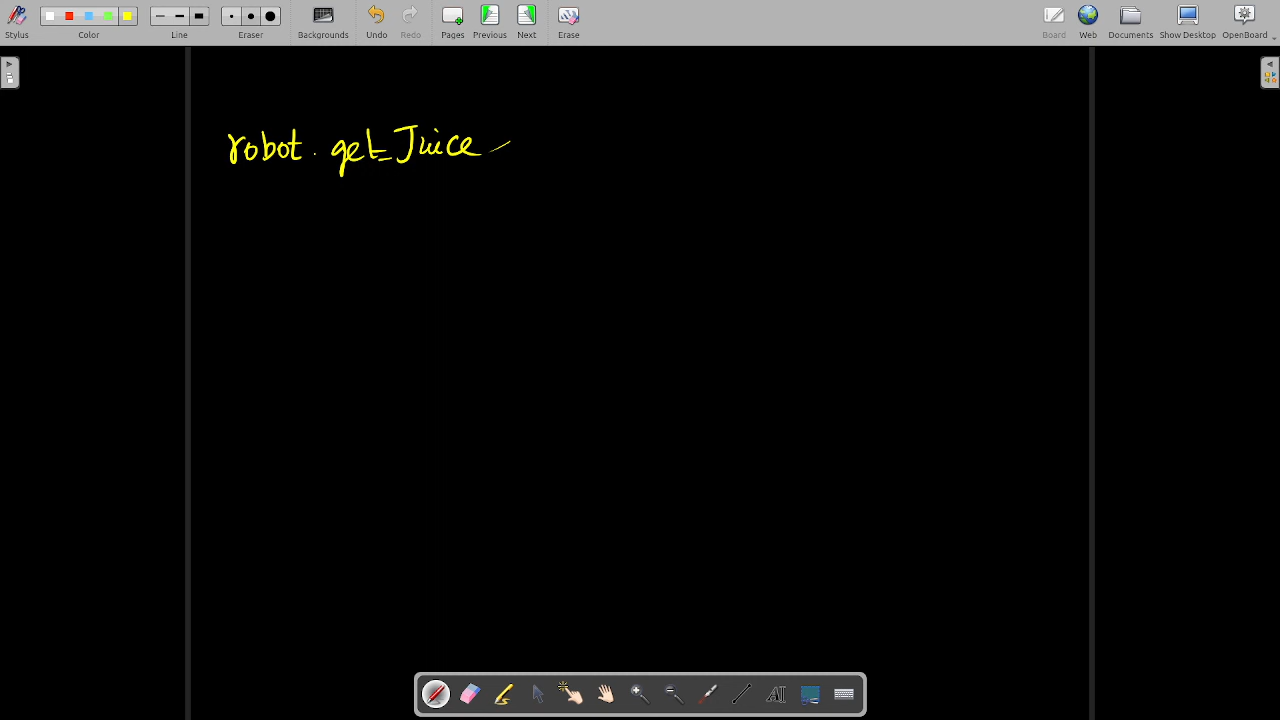 Stylus
Color
Line
Eraser
Backgrounds
Undo
Redo
Pages
Previous
Next
Erase
Board
Web
Documents
Show Desktop
OpenBoard
robot. get_Juice
AI